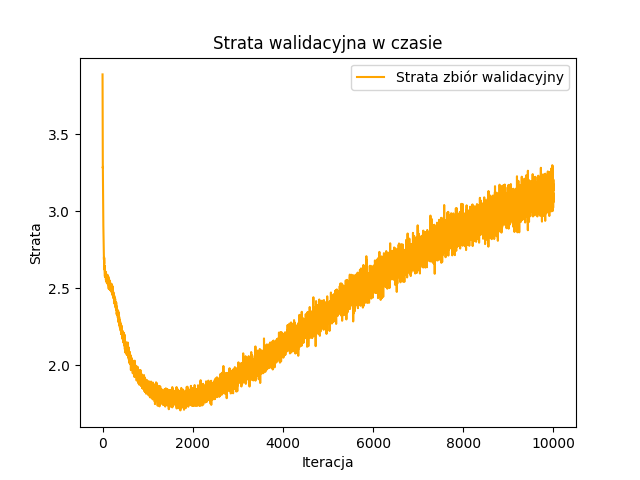 Strata walidacyjna w czasie
Strata zbiór walidacyjny
Strata
3.5
3.0
2.5
2.0
0
2000
4000
6000
8000
10000
Iteracja